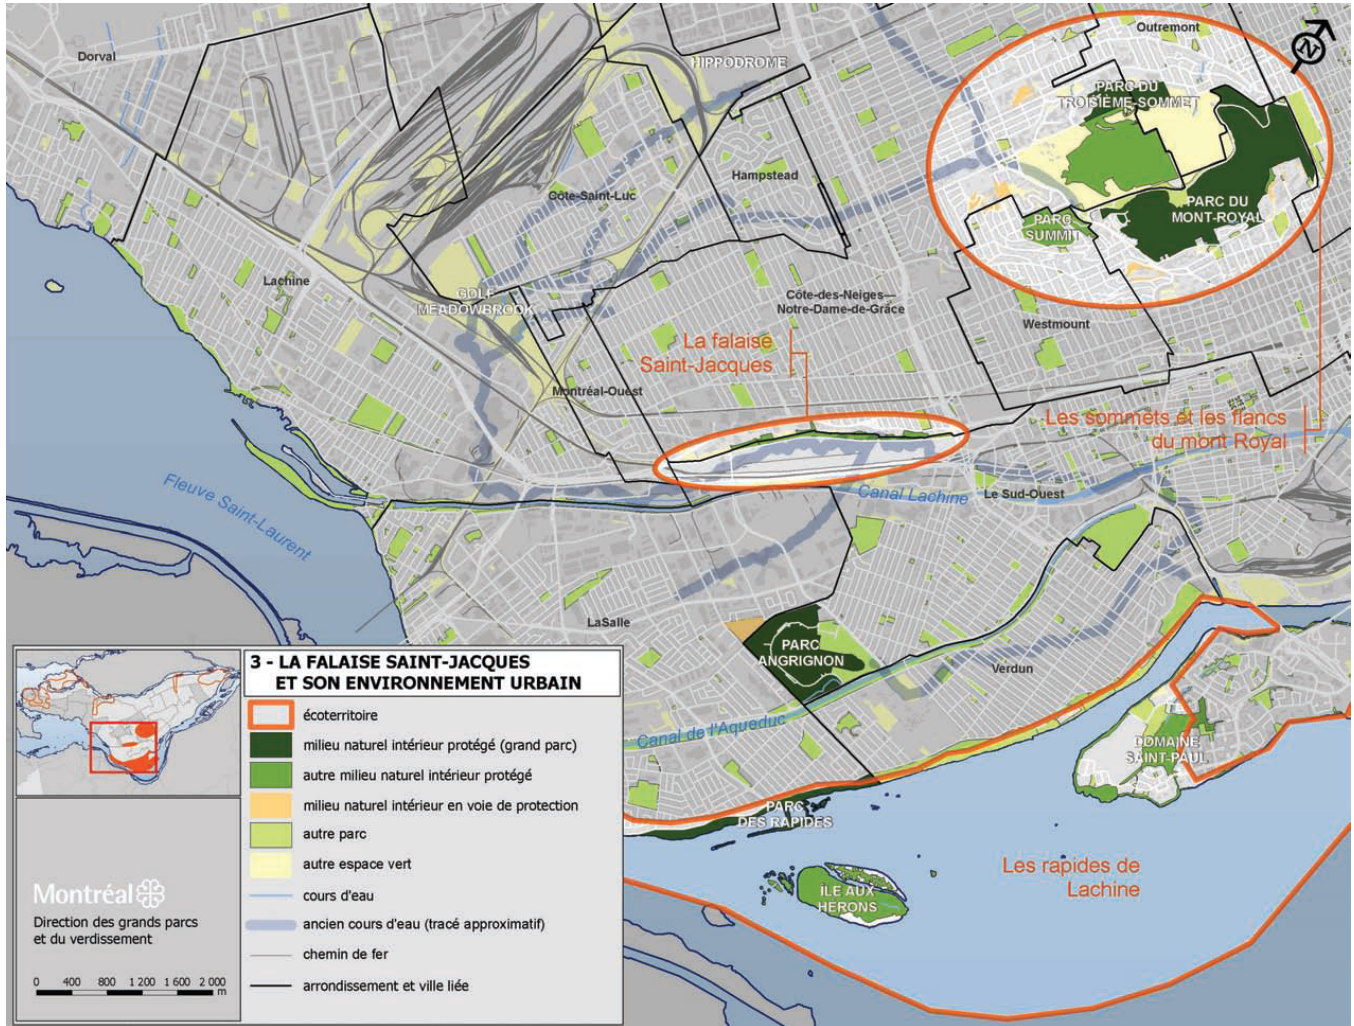 Dorval
HIPPODROME
Outremont
N
PARC DU
TROISIÈME-SOMMET
Hampstead
Côte-Saint-Luc
PARC DU
MONT-ROYAL
PARC
SUMMIT
Lachine
GOLF
MEADOWBROOK
Côte-des-Neiges—
Notre-Dame-de-Grâce
Westmount
La falaise
Saint-Jacques
Montréal-Ouest
Les sommets et les flancs
du mont Royal
Fleuve Saint-Laurent
Canal Lachine
Le Sud-Ouest
LaSalle
PARC
ANGRIGNON
Verdun
Canal de l'Aqueduc
DOMAINE
SAINT-PAUL
PARC
DES RAPIDES
ÎLE AUX
HÉRONS
Les rapides de
Lachine
3 - LA FALAISE SAINT-JACQUES
ET SON ENVIRONNEMENT URBAIN
écoterritoire
milieu naturel intérieur protégé (grand parc)
autre milieu naturel intérieur protégé
milieu naturel intérieur en voie de protection
autre parc
autre espace vert
cours d'eau
ancien cours d'eau (tracé approximatif)
chemin de fer
arrondissement et ville liée
Montréal
Direction des grands parcs
et du verdissement
0 400 800 1 200 1 600 2 000
m